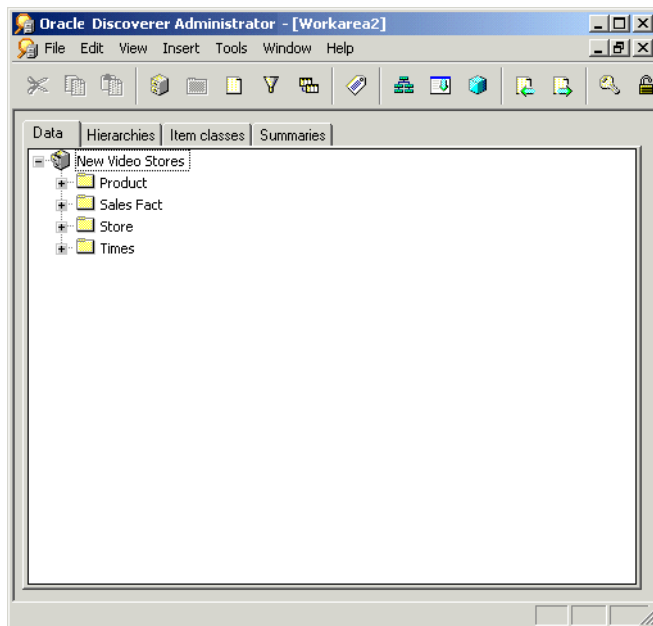 Oracle Discoverer Administrator - [Workarea2]
File Edit View Insert Tools Window Help
Data Hierarchies Item classes Summaries
New Video Stores
Product
Sales Fact
Store
Times